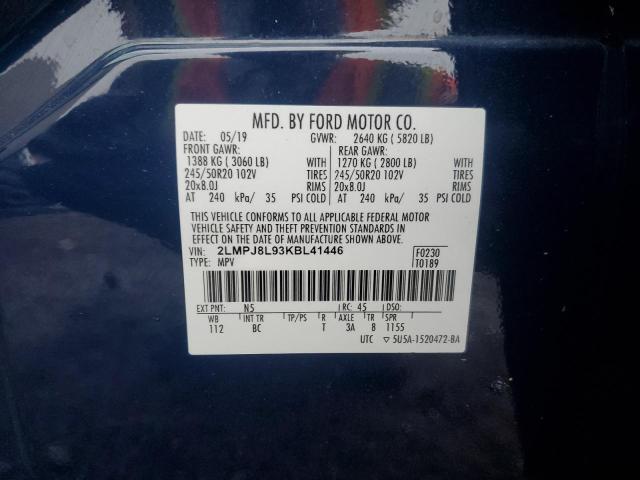 MFD. BY FORD MOTOR CO.
DATE: 05/19 GVWR: 2640 KG ( 5820 LB)
FRONT GAWR: REAR GAWR:
1388 KG ( 3060 LB) WITH 1270 KG ( 2800 LB) WITH
245/50R20 102V TIRES 245/50R20 102V TIRES
20x8.0J RIMS 20x8.0J RIMS
AT 240 kPa/ 35 PSI COLD AT 240 kPa/ 35 PSI COLD
THIS VEHICLE CONFORMS TO ALL APPLICABLE FEDERAL MOTOR
VEHICLE SAFETY AND THEFT PREVENTION STANDARDS IN
EFFECT ON THE DATE OF MANUFACTURE SHOWN ABOVE.
VIN: 2LMPJ8L93KBL41446 F0230
TYPE: MPV T0189
EXT PNT: N5 RC: 45 DSO:
WB INT TR TP/PS R AXLE TR SPR
112 BC T 3A 8 1155
UTC ▽ 5U5A-1520472-BA